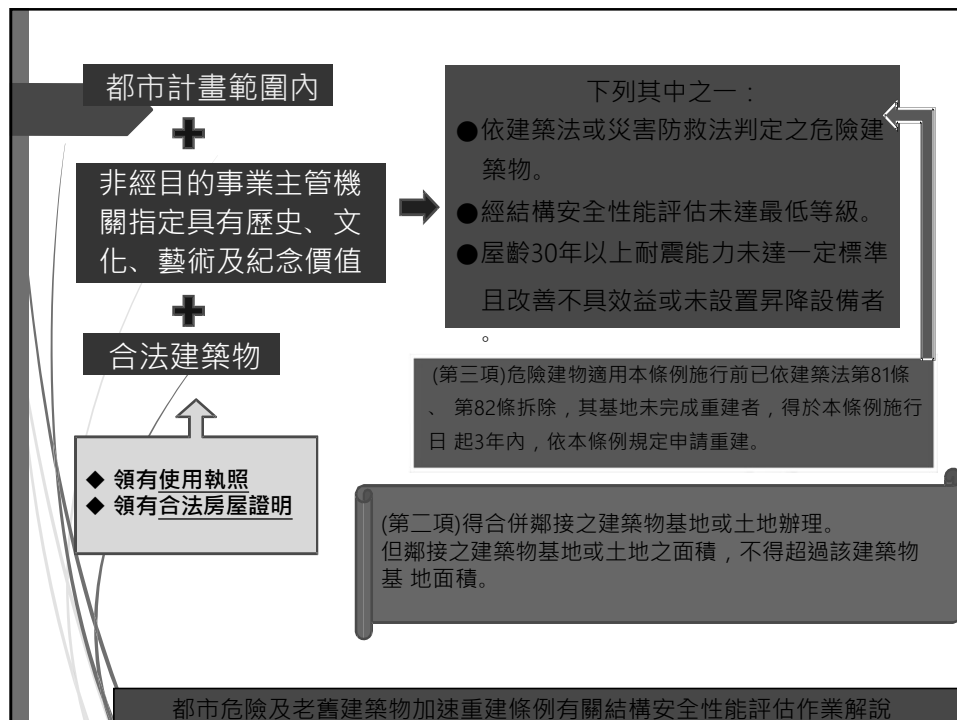 都市計畫範圍內
非經目的事業主管機
關指定具有歷史、文
化、藝術及紀念價值
合法建築物
◆ 領有使用執照
◆ 領有合法房屋證明
下列其中之一：
●依建築法或災害防救法判定之危險建
築物。
●經結構安全性能評估未達最低等級。
●屋齡30年以上耐震能力未達一定標準
且改善不具效益或未設置昇降設備者
。
(第三項)危險建物適用本條例施行前已依建築法第81條
、 第82條拆除，其基地未完成重建者，得於本條例施行
日 起3年內，依本條例規定申請重建。
(第二項)得合併鄰接之建築物基地或土地辦理。
但鄰接之建築物基地或土地之面積，不得超過該建築物
基 地面積。
都市危險及老舊建築物加速重建條例有關結構安全性能評估作業解說